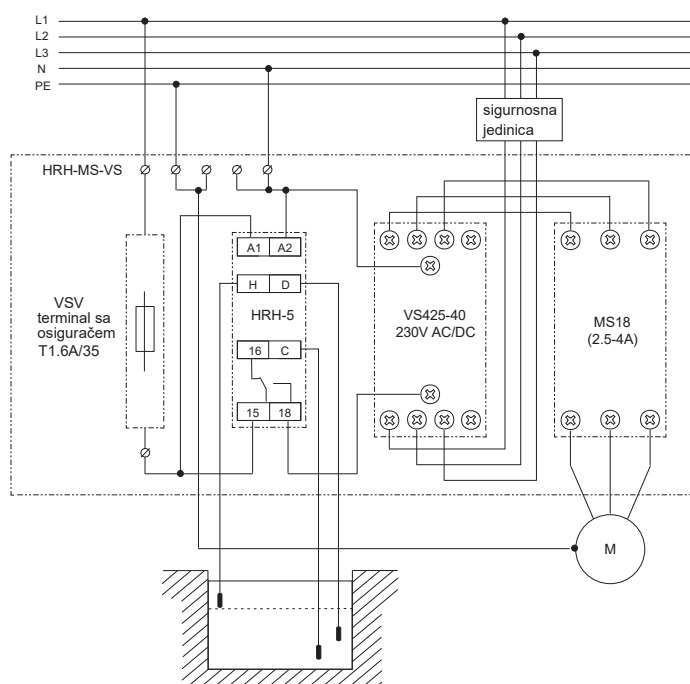 L1
L2
L3
N
PE
sigurnosna
jedinica
HRH-MS-VS
A1 A2
H D
VSV
terminal sa
osiguračem
T1.6A/35
HRH-5
VS425-40
230V AC/DC
MS18
(2.5-4A)
16 C
15 18
M